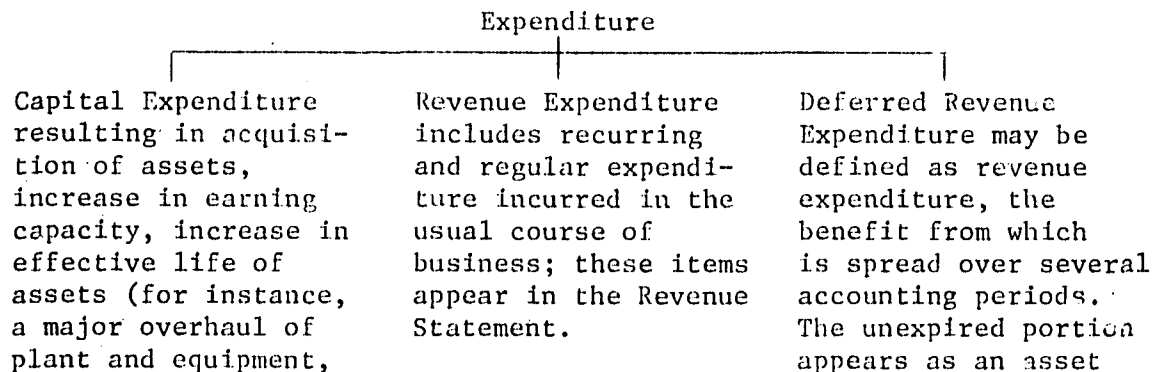 Expenditure
Capital Expenditure
resulting in acquisi-
tion of assets,
increase in earning
capacity, increase in
effective life of
assets (for instance,
a major overhaul of
plant and equipment,
Revenue Expenditure
includes recurring
and regular expendi-
ture incurred in the
usual course of
business; these items
appear in the Revenue
Statement.
Deferred Revenue
Expenditure may be
defined as revenue
expenditure, the
benefit from which
is spread over several
accounting periods.
The unexpired portion
appears as an asset